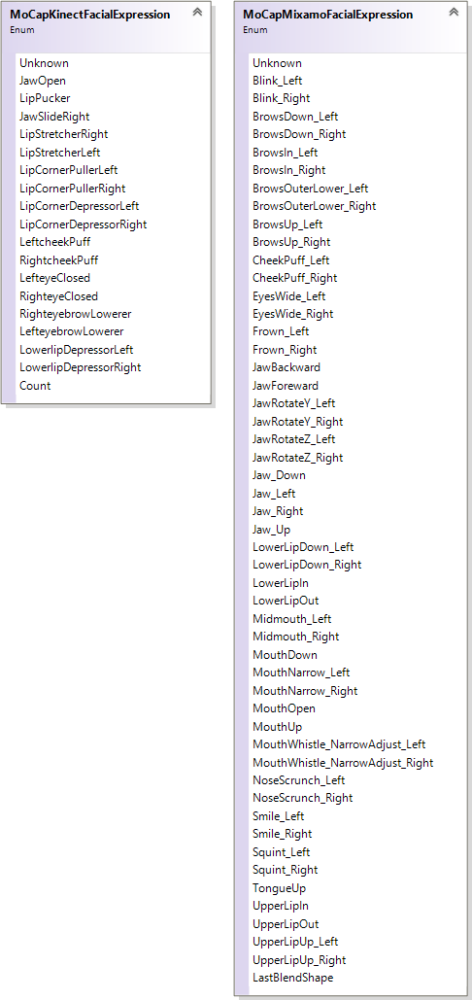 MoCapKinectFacialExpression
Enum
Unknown
JawOpen
LipPucker
JawSlideRight
LipStretcherRight
LipStretcherLeft
LipCornerPullerLeft
LipCornerPullerRight
LipCornerDepressorLeft
LipCornerDepressorRight
LeftcheekPuff
RightcheekPuff
LefteyeClosed
RighteyeClosed
RighteyebrowLowerer
LefteyebrowLowerer
LowerlipDepressorLeft
LowerlipDepressorRight
Count
MoCapMixamoFacialExpression
Enum
Unknown
Blink_Left
Blink_Right
BrowsDown_Left
BrowsDown_Right
BrowsIn_Left
BrowsIn_Right
BrowsOuterLower_Left
BrowsOuterLower_Right
BrowsUp_Left
BrowsUp_Right
CheekPuff_Left
CheekPuff_Right
EyesWide_Left
EyesWide_Right
Frown_Left
Frown_Right
JawBackward
JawForeward
JawRotateY_Left
JawRotateY_Right
JawRotateZ_Left
JawRotateZ_Right
Jaw_Down
Jaw_Left
Jaw_Right
Jaw_Up
LowerLipDown_Left
LowerLipDown_Right
LowerLipIn
LowerLipOut
Midmouth_Left
Midmouth_Right
MouthDown
MouthNarrow_Left
MouthNarrow_Right
MouthOpen
MouthUp
MouthWhistle_NarrowAdjust_Left
MouthWhistle_NarrowAdjust_Right
NoseScrunch_Left
NoseScrunch_Right
Smile_Left
Smile_Right
Squint_Left
Squint_Right
TongueUp
UpperLipIn
UpperLipOut
UpperLipUp_Left
UpperLipUp_Right
LastBlendShape